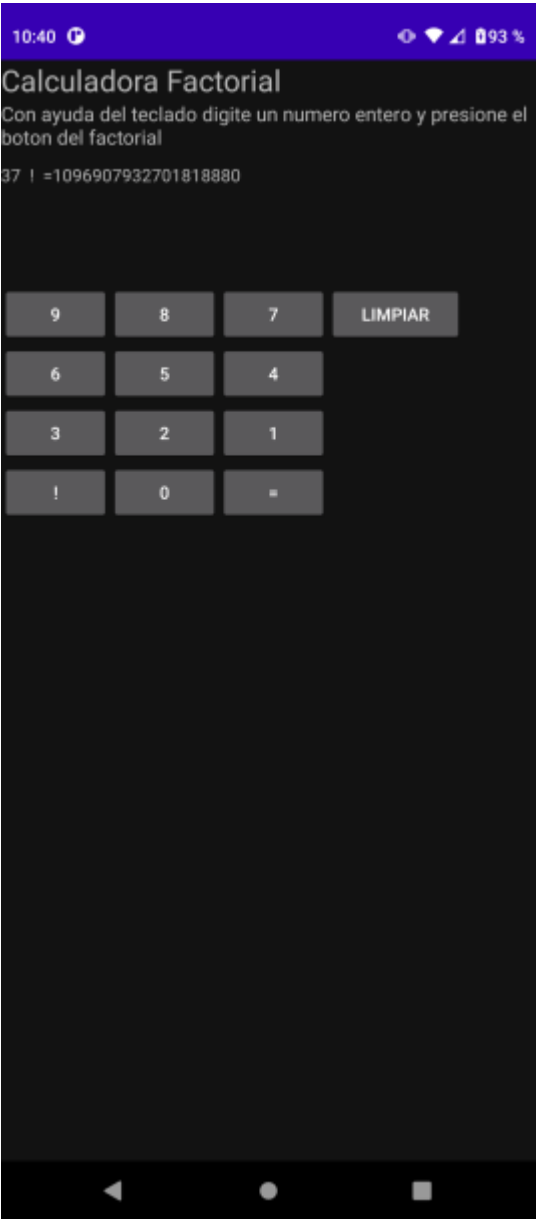 10:40 93 %
Calculadora Factorial
Con ayuda del teclado digite un numero entero y presione el
boton del factorial
37 ! =1096907932701818880
9 8 7 LIMPIAR
6 5 4
3 2 1
! 0 =